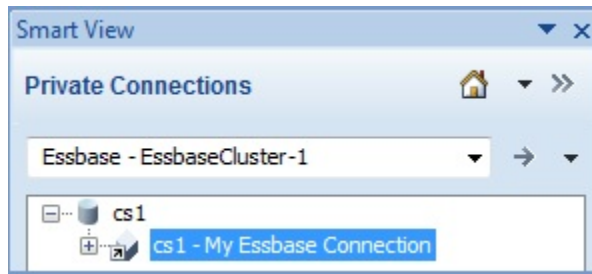 Smart View
Private Connections
Essbase - EssbaseCluster-1
cs1
cs1 - My Essbase Connection